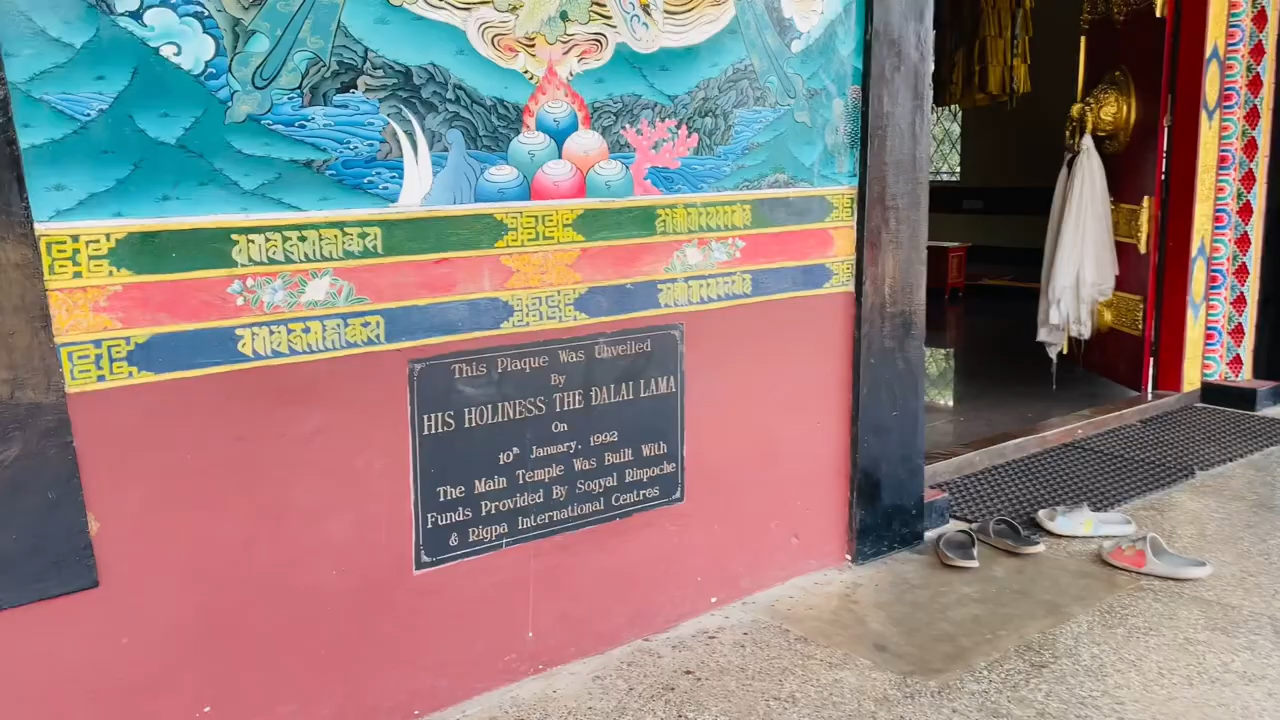 This Plaque Was Unveiled
By
HIS HOLINESS THE DALAI LAMA
On
10th January, 1992
The Main Temple Was Built With
Funds Provided By Sogyal Rinpoche
& Rigpa International Centres